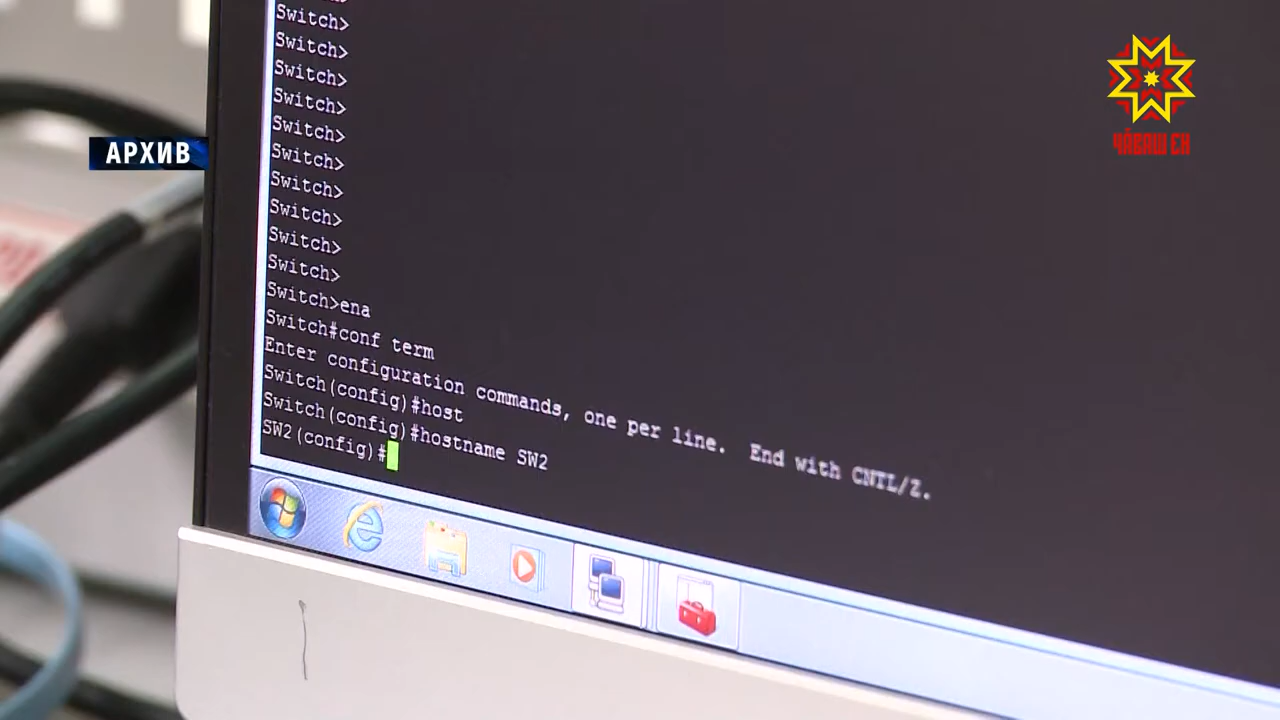 Switch>
Switch>
Switch>
Switch>
Switch>
Switch>
Switch>
Switch>
Switch>
Switch>
Switch>ena
Switch#conf term
Enter configuration commands, one per line.  End with CNTL/Z.
Switch(config)#host
Switch(config)#hostname SW2
SW2(config)#
АРХИВ
ЧӐВАШ ЕН